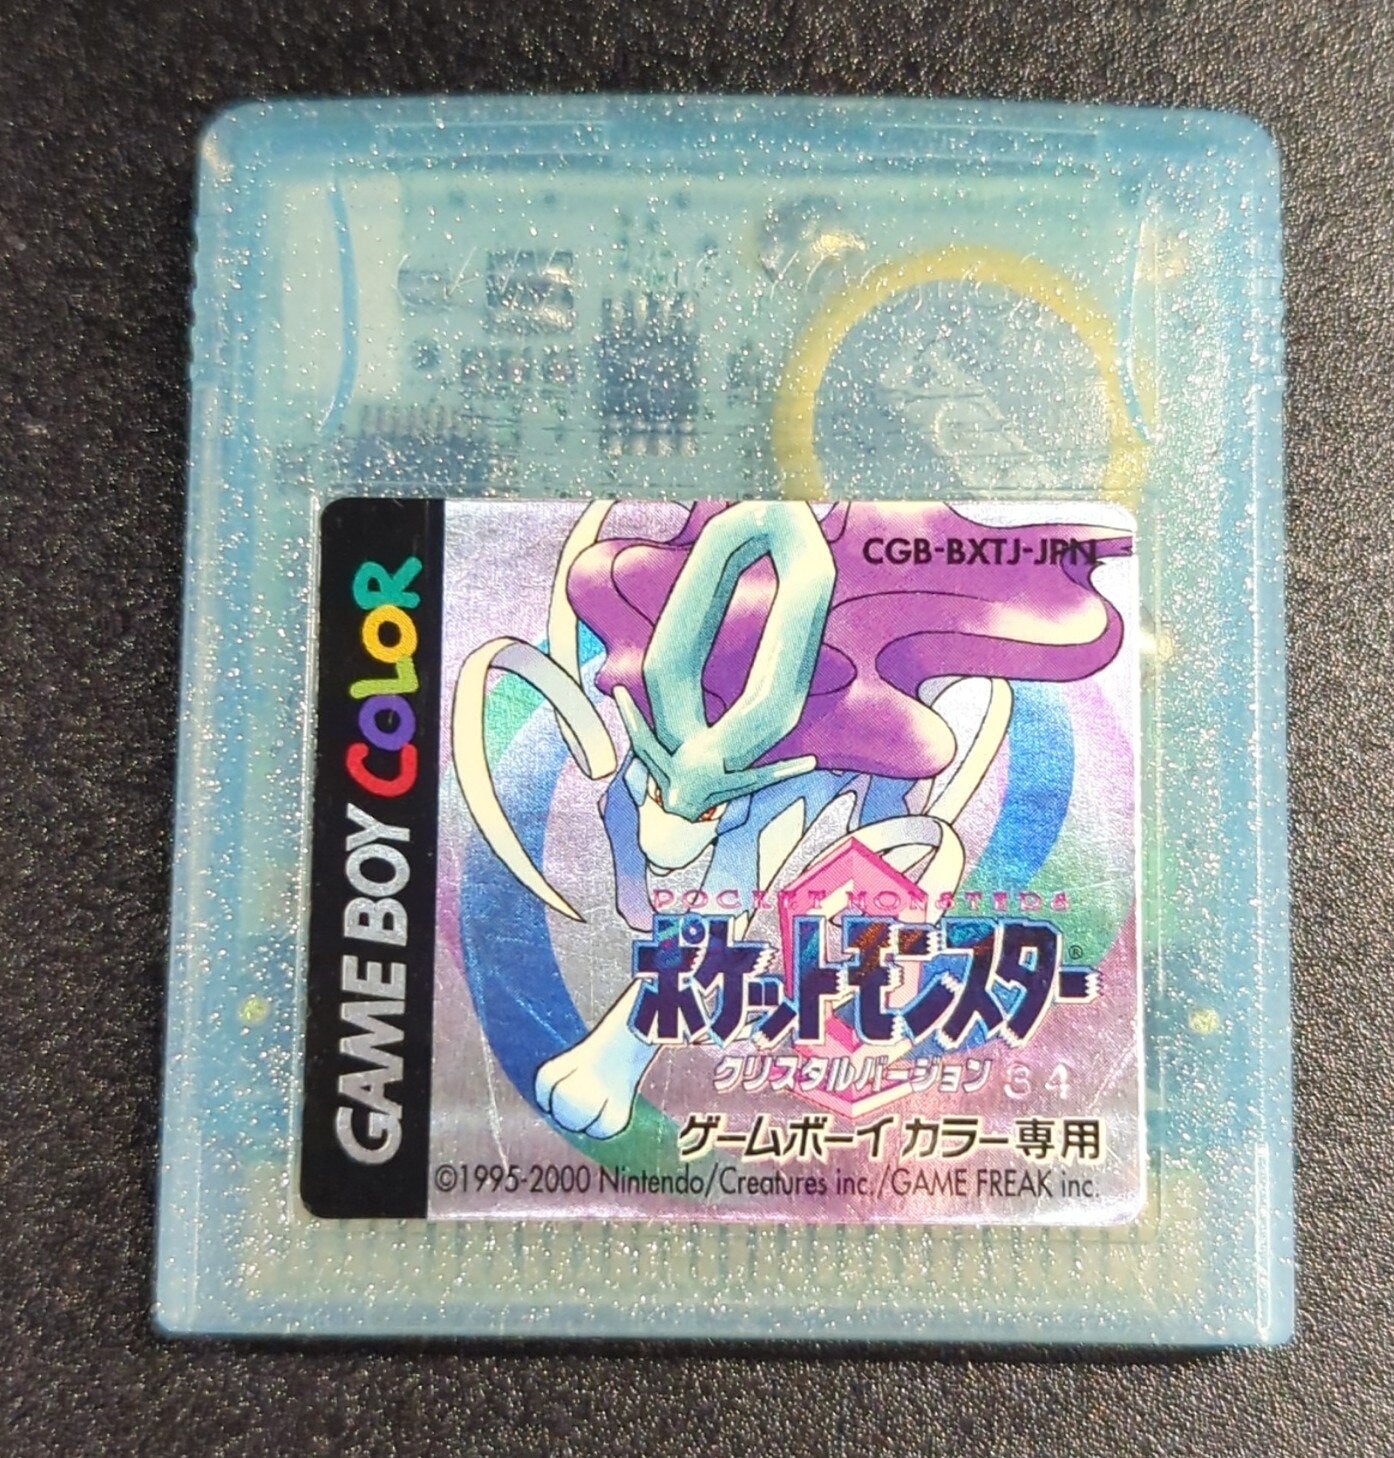 GAME BOY COLOR
CGB-BXTJ-JPN
POCKET MONSTERS
ポケットモンスター®
クリスタルバージョン 34
ゲームボーイカラー専用
©1995-2000 Nintendo/Creatures inc./GAME FREAK inc.